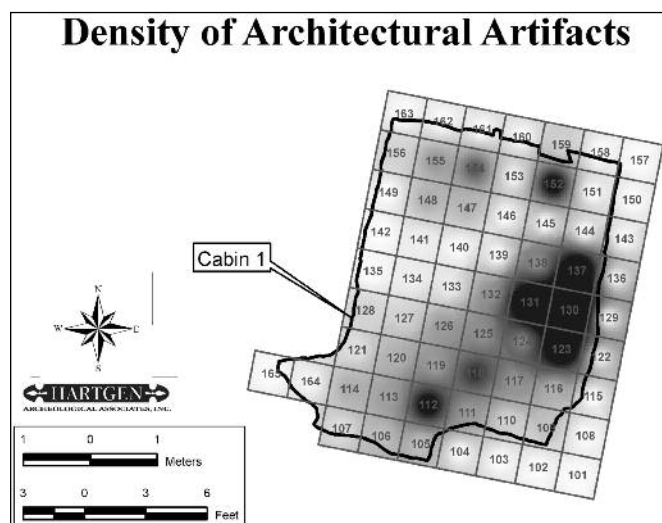 Density of Architectural Artifacts
163 162 161 160 159 158 157
156 155 154 153 152 151 150
149 148 147 146 145 144 143
142 141 140 139 138 137 136
135 134 133 132 131 130 129
128 127 126 125 124 123 22
121 120 119 117 116 115
165 164 114 113 112 111 110 108
107 106 105 104 103 102 101
Cabin 1
N
W E
S
HARTGEN
ARCHEOLOGICAL ASSOCIATES, INC.
1 0 1
Meters
3 0 3 6
Feet